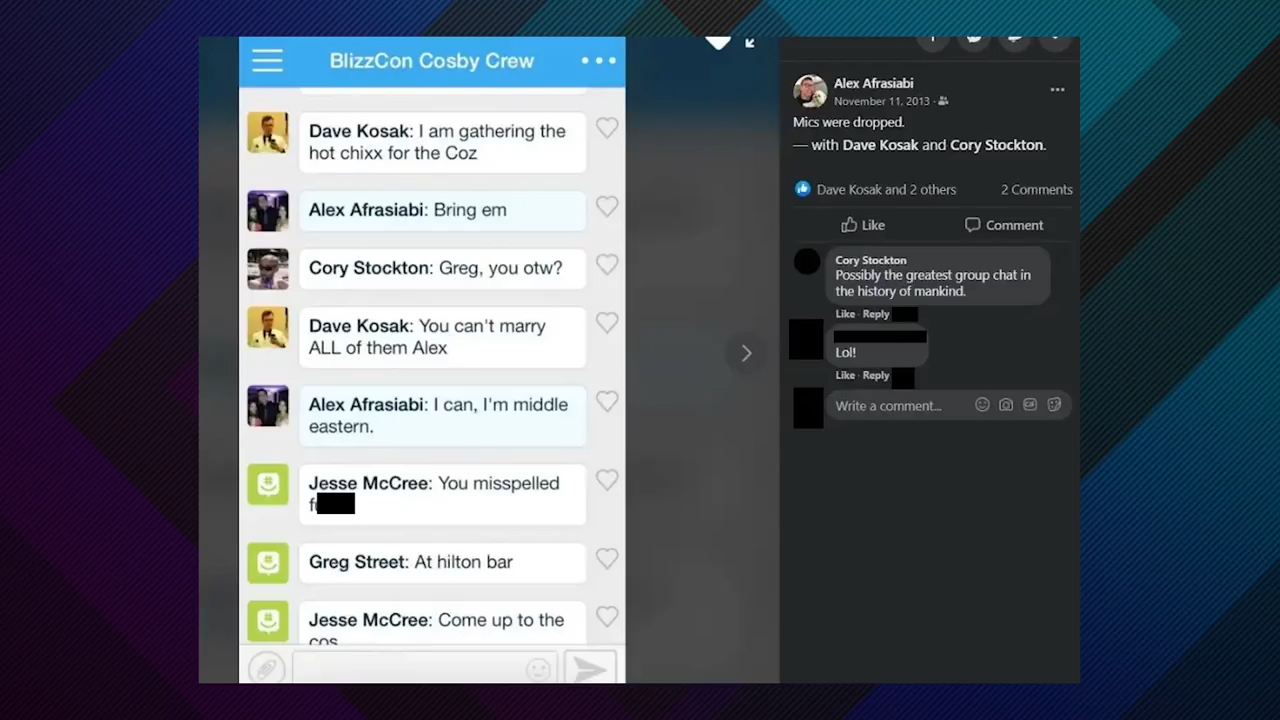 BlizzCon Cosby Crew
Dave Kosak: I am gathering the
hot chixx for the Coz
Alex Afrasiabi: Bring em
Cory Stockton: Greg, you otw?
Dave Kosak: You can't marry
ALL of them Alex
Alex Afrasiabi: I can, I'm middle
eastern.
Jesse McCree: You misspelled
Greg Street: At hilton bar
Jesse McCree: Come up to the
cos
Alex Afrasiabi
November 11, 2013 ·
Mics were dropped.
— with Dave Kosak and Cory Stockton.
Dave Kosak and 2 others 2 Comments
Like Comment
Cory Stockton
Possibly the greatest group chat in
the history of mankind.
Like · Reply
Lol!
Like · Reply
Write a comment...
GIF